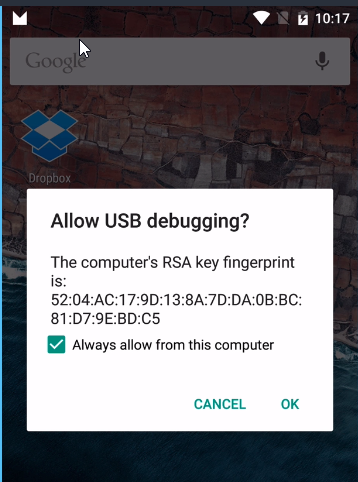 10:17
Google
Dropbox
Allow USB debugging?
The computer's RSA key fingerprint
is:
52:04:AC:17:9D:13:8A:7D:DA:0B:BC:
81:D7:9E:BD:C5
Always allow from this computer
CANCEL OK